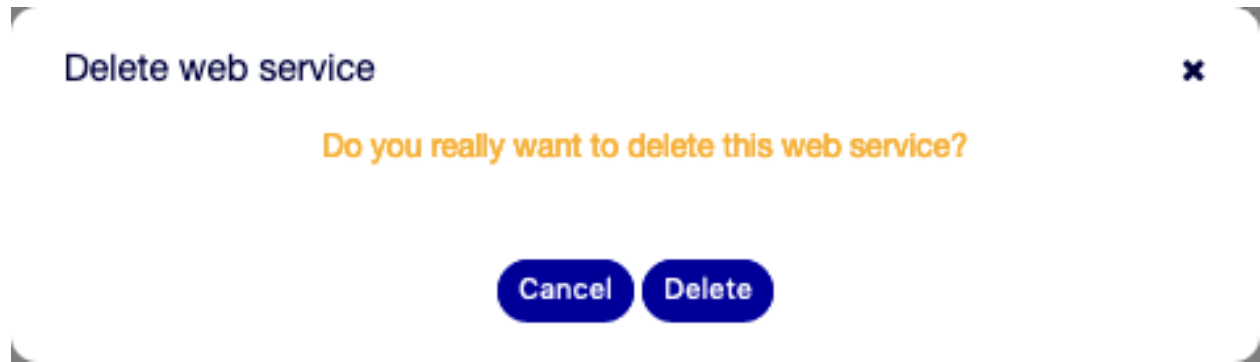 Delete web service
Do you really want to delete this web service?
Cancel Delete